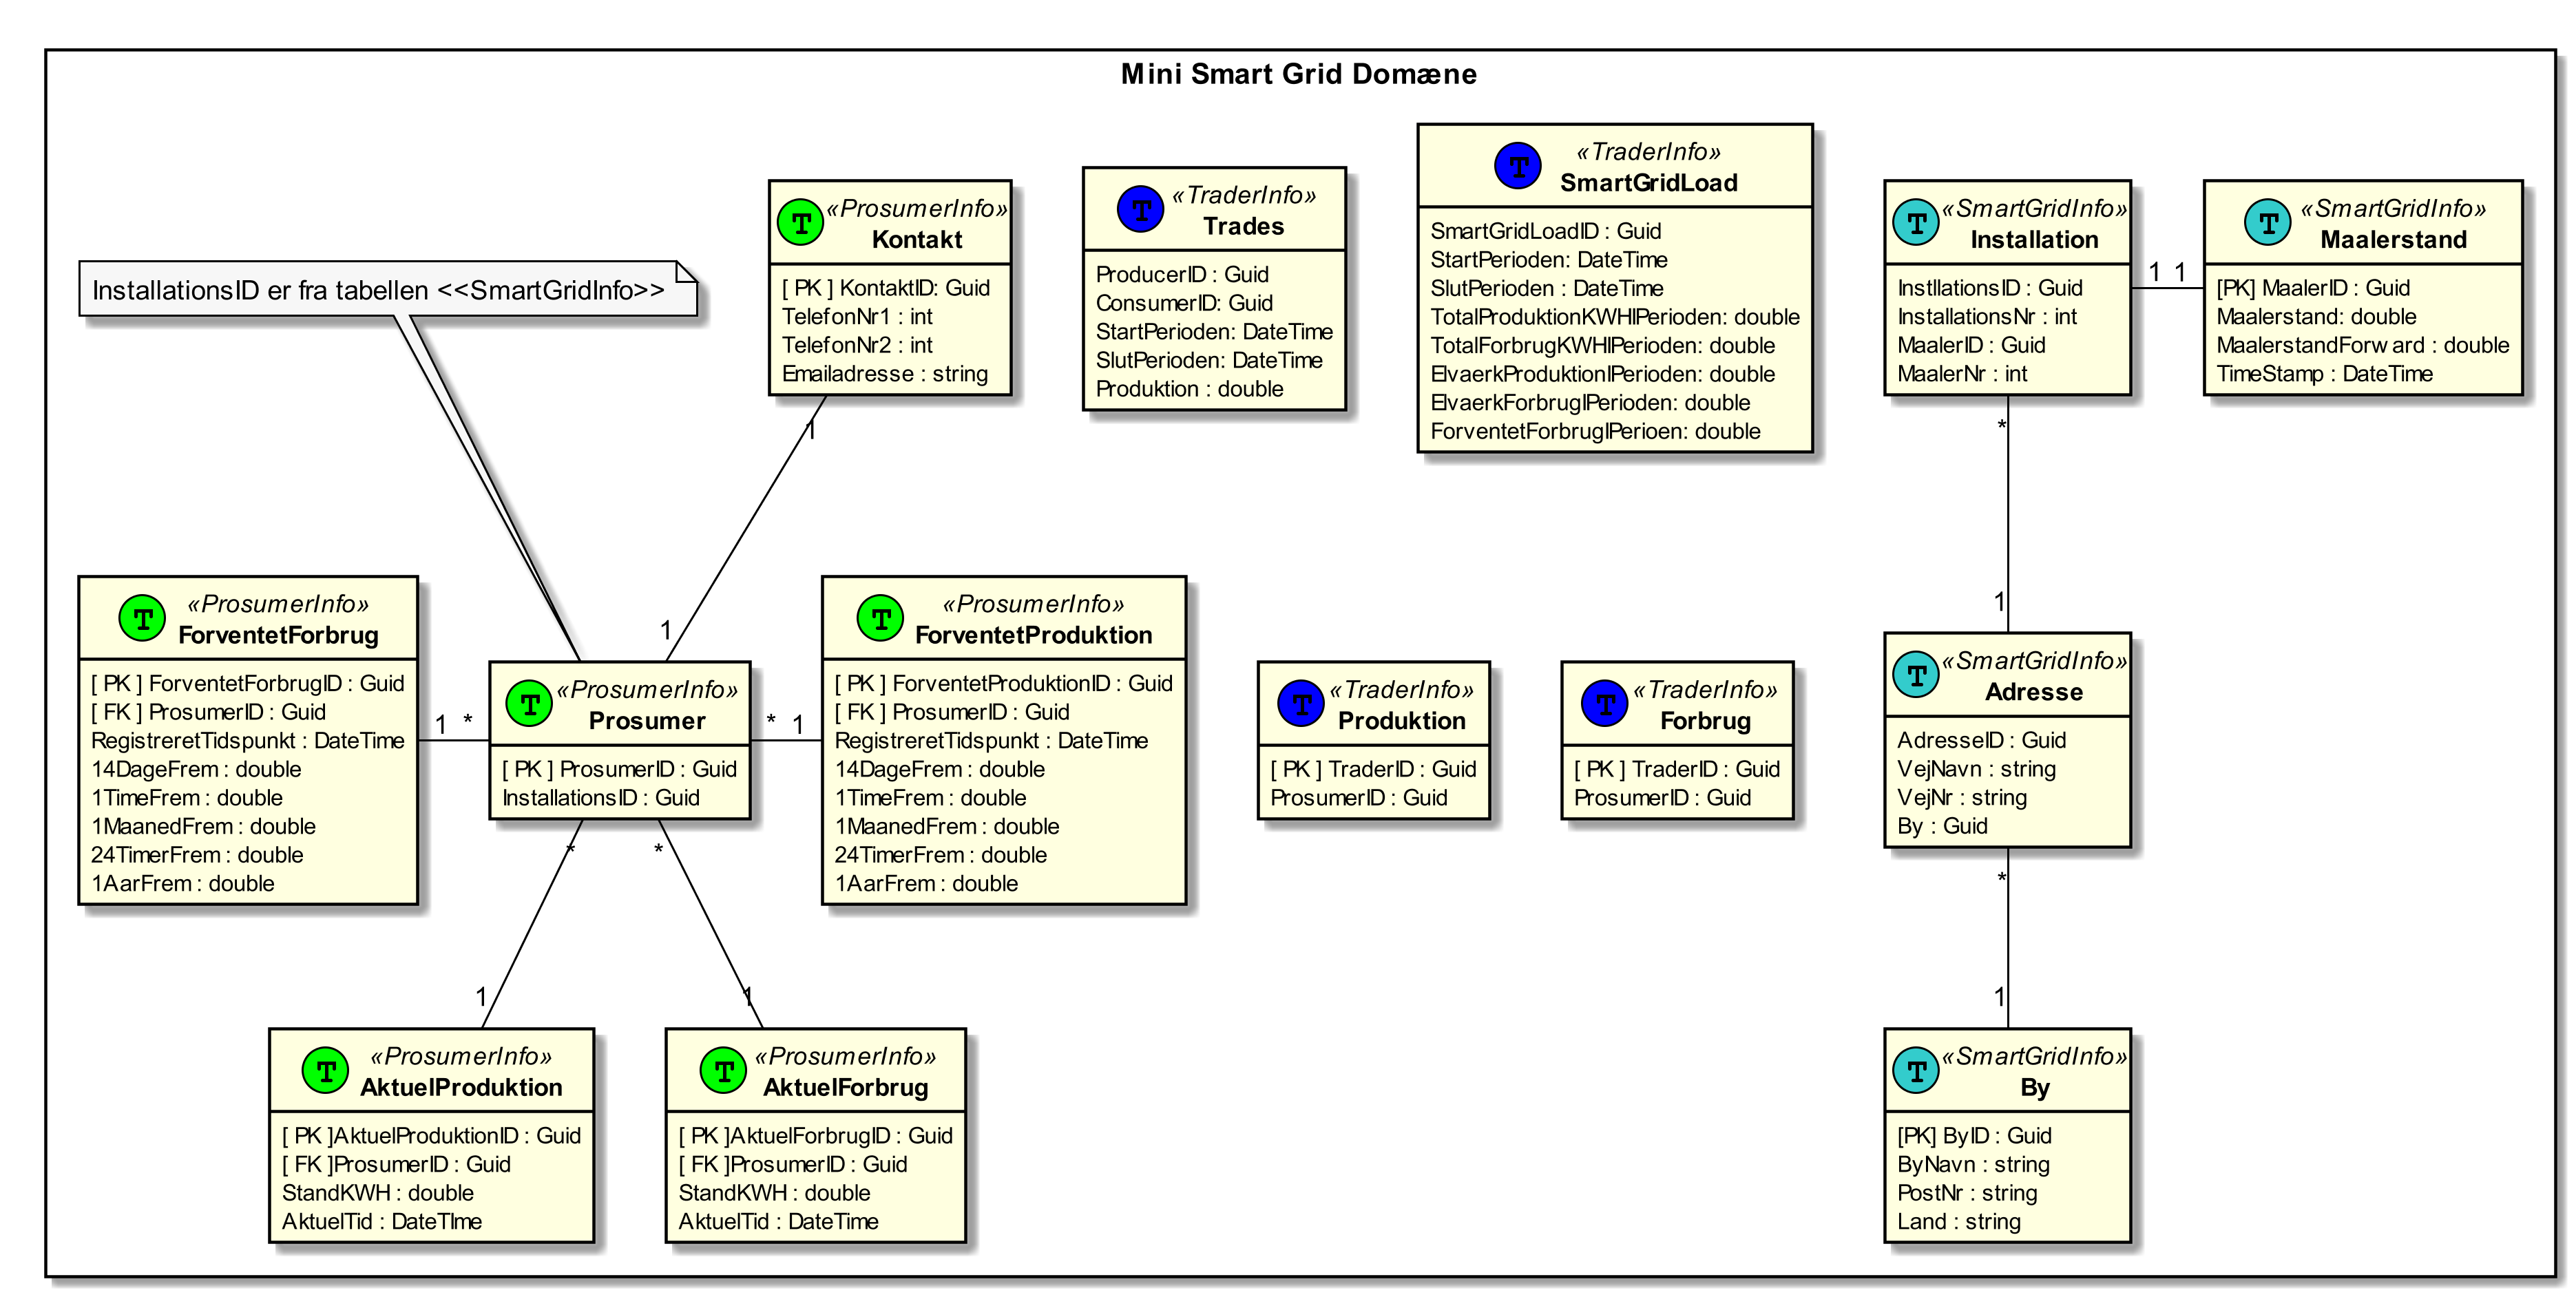 Mini Smart Grid Domæne
InstallationsID er fra tabellen <<SmartGridInfo>>
«ProsumerInfo»
Kontakt
[ PK ] KontaktID: Guid
TelefonNr1 : int
TelefonNr2 : int
Emailadresse : string
1
1
«TraderInfo»
Trades
ProducerID : Guid
ConsumerID: Guid
StartPerioden: DateTime
SlutPerioden: DateTime
Produktion : double
«TraderInfo»
SmartGridLoad
SmartGridLoadID : Guid
StartPerioden: DateTime
SlutPerioden : DateTime
TotalProduktionKWHIPerioden: double
TotalForbrugKWHIPerioden: double
ElvaerkProduktionIPerioden: double
ElvaerkForbrugIPerioden: double
ForventetForbrugIPerioen: double
«SmartGridInfo»
Installation
InstllationsID : Guid
InstallationsNr : int
MaalerID : Guid
MaalerNr : int
1 1
«SmartGridInfo»
Maalerstand
[PK] MaalerID : Guid
Maalerstand: double
MaalerstandForward : double
TimeStamp : DateTime
*
1
«ProsumerInfo»
ForventetForbrug
[ PK ] ForventetForbrugID : Guid
[ FK ] ProsumerID : Guid
RegistreretTidspunkt : DateTime
14DageFrem : double
1TimeFrem : double
1MaanedFrem : double
24TimerFrem : double
1AarFrem : double
1 *
«ProsumerInfo»
Prosumer
[ PK ] ProsumerID : Guid
InstallationsID : Guid
* 1
«ProsumerInfo»
ForventetProduktion
[ PK ] ForventetProduktionID : Guid
[ FK ] ProsumerID : Guid
RegistreretTidspunkt : DateTime
14DageFrem : double
1TimeFrem : double
1MaanedFrem : double
24TimerFrem : double
1AarFrem : double
«TraderInfo»
Produktion
[ PK ] TraderID : Guid
ProsumerID : Guid
«TraderInfo»
Forbrug
[ PK ] TraderID : Guid
ProsumerID : Guid
«SmartGridInfo»
Adresse
AdresseID : Guid
VejNavn : string
VejNr : string
By : Guid
* *
1 1
*
1
«ProsumerInfo»
AktuelProduktion
[ PK ]AktuelProduktionID : Guid
[ FK ]ProsumerID : Guid
StandKWH : double
AktuelTid : DateTIme
«ProsumerInfo»
AktuelForbrug
[ PK ]AktuelForbrugID : Guid
[ FK ]ProsumerID : Guid
StandKWH : double
AktuelTid : DateTime
«SmartGridInfo»
By
[PK] ByID : Guid
ByNavn : string
PostNr : string
Land : string